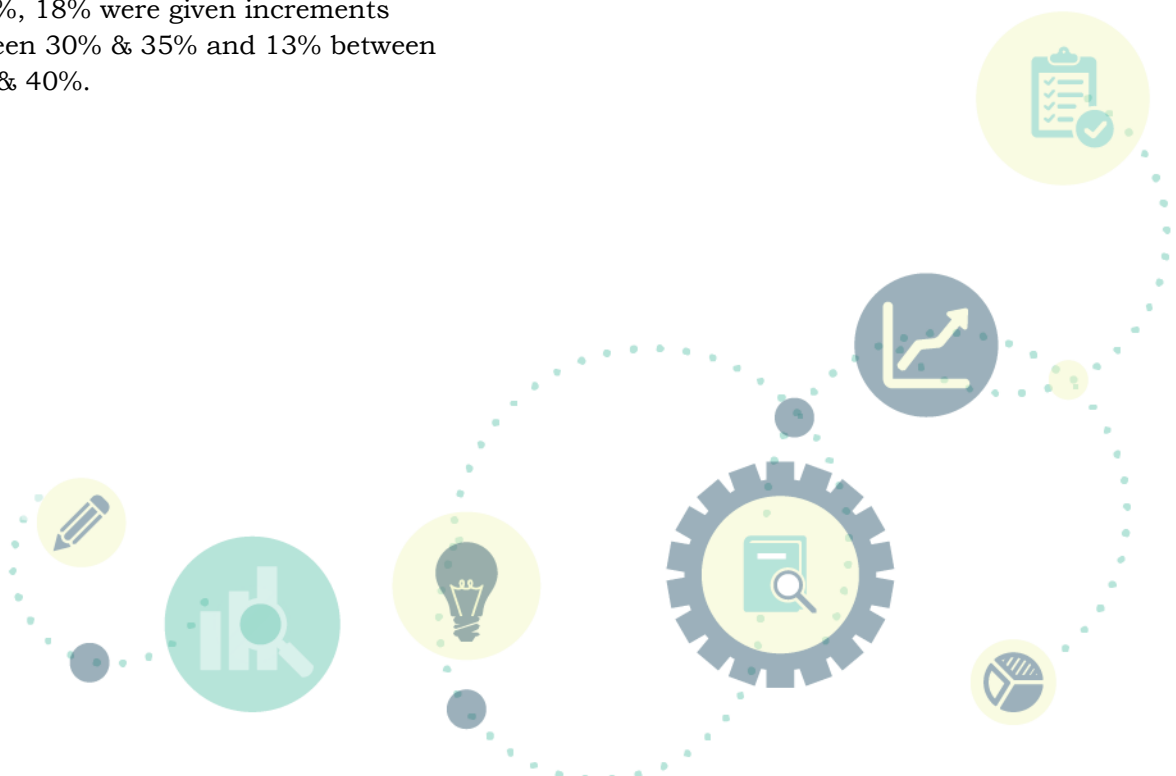 %, 18% were given increments
een 30% & 35% and 13% between
& 40%.